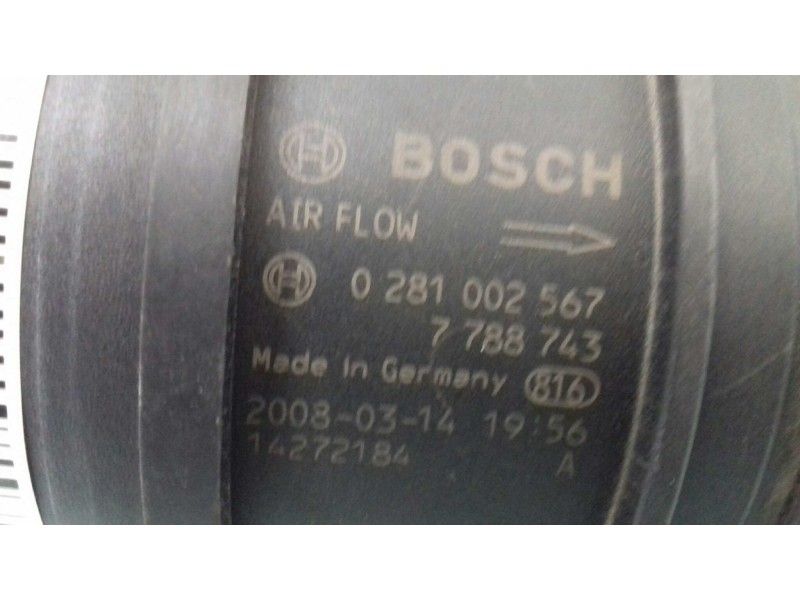 BOSCH
AIR FLOW
0 281 002 567
7 788 743
Made in Germany 816
2008-03-14 19:56
14272184 A